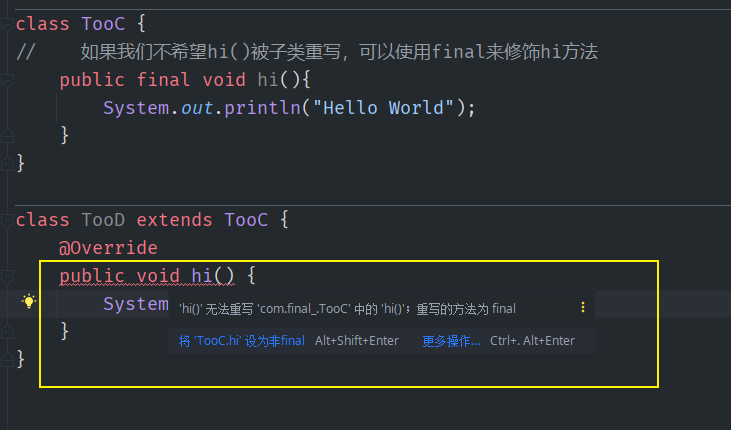 class TooC {
//    如果我们不希望hi()被子类重写，可以使用final来修饰hi方法
    public final void hi(){
        System.out.println("Hello World");
    }
}
class TooD extends TooC {
    @Override
    public void hi() {
        System
'hi()' 无法重写 'com.final_.TooC' 中的 'hi()'；重写的方法为 final
将 'TooC.hi' 设为非final Alt+Shift+Enter 更多操作... Ctrl+. Alt+Enter
    }
}